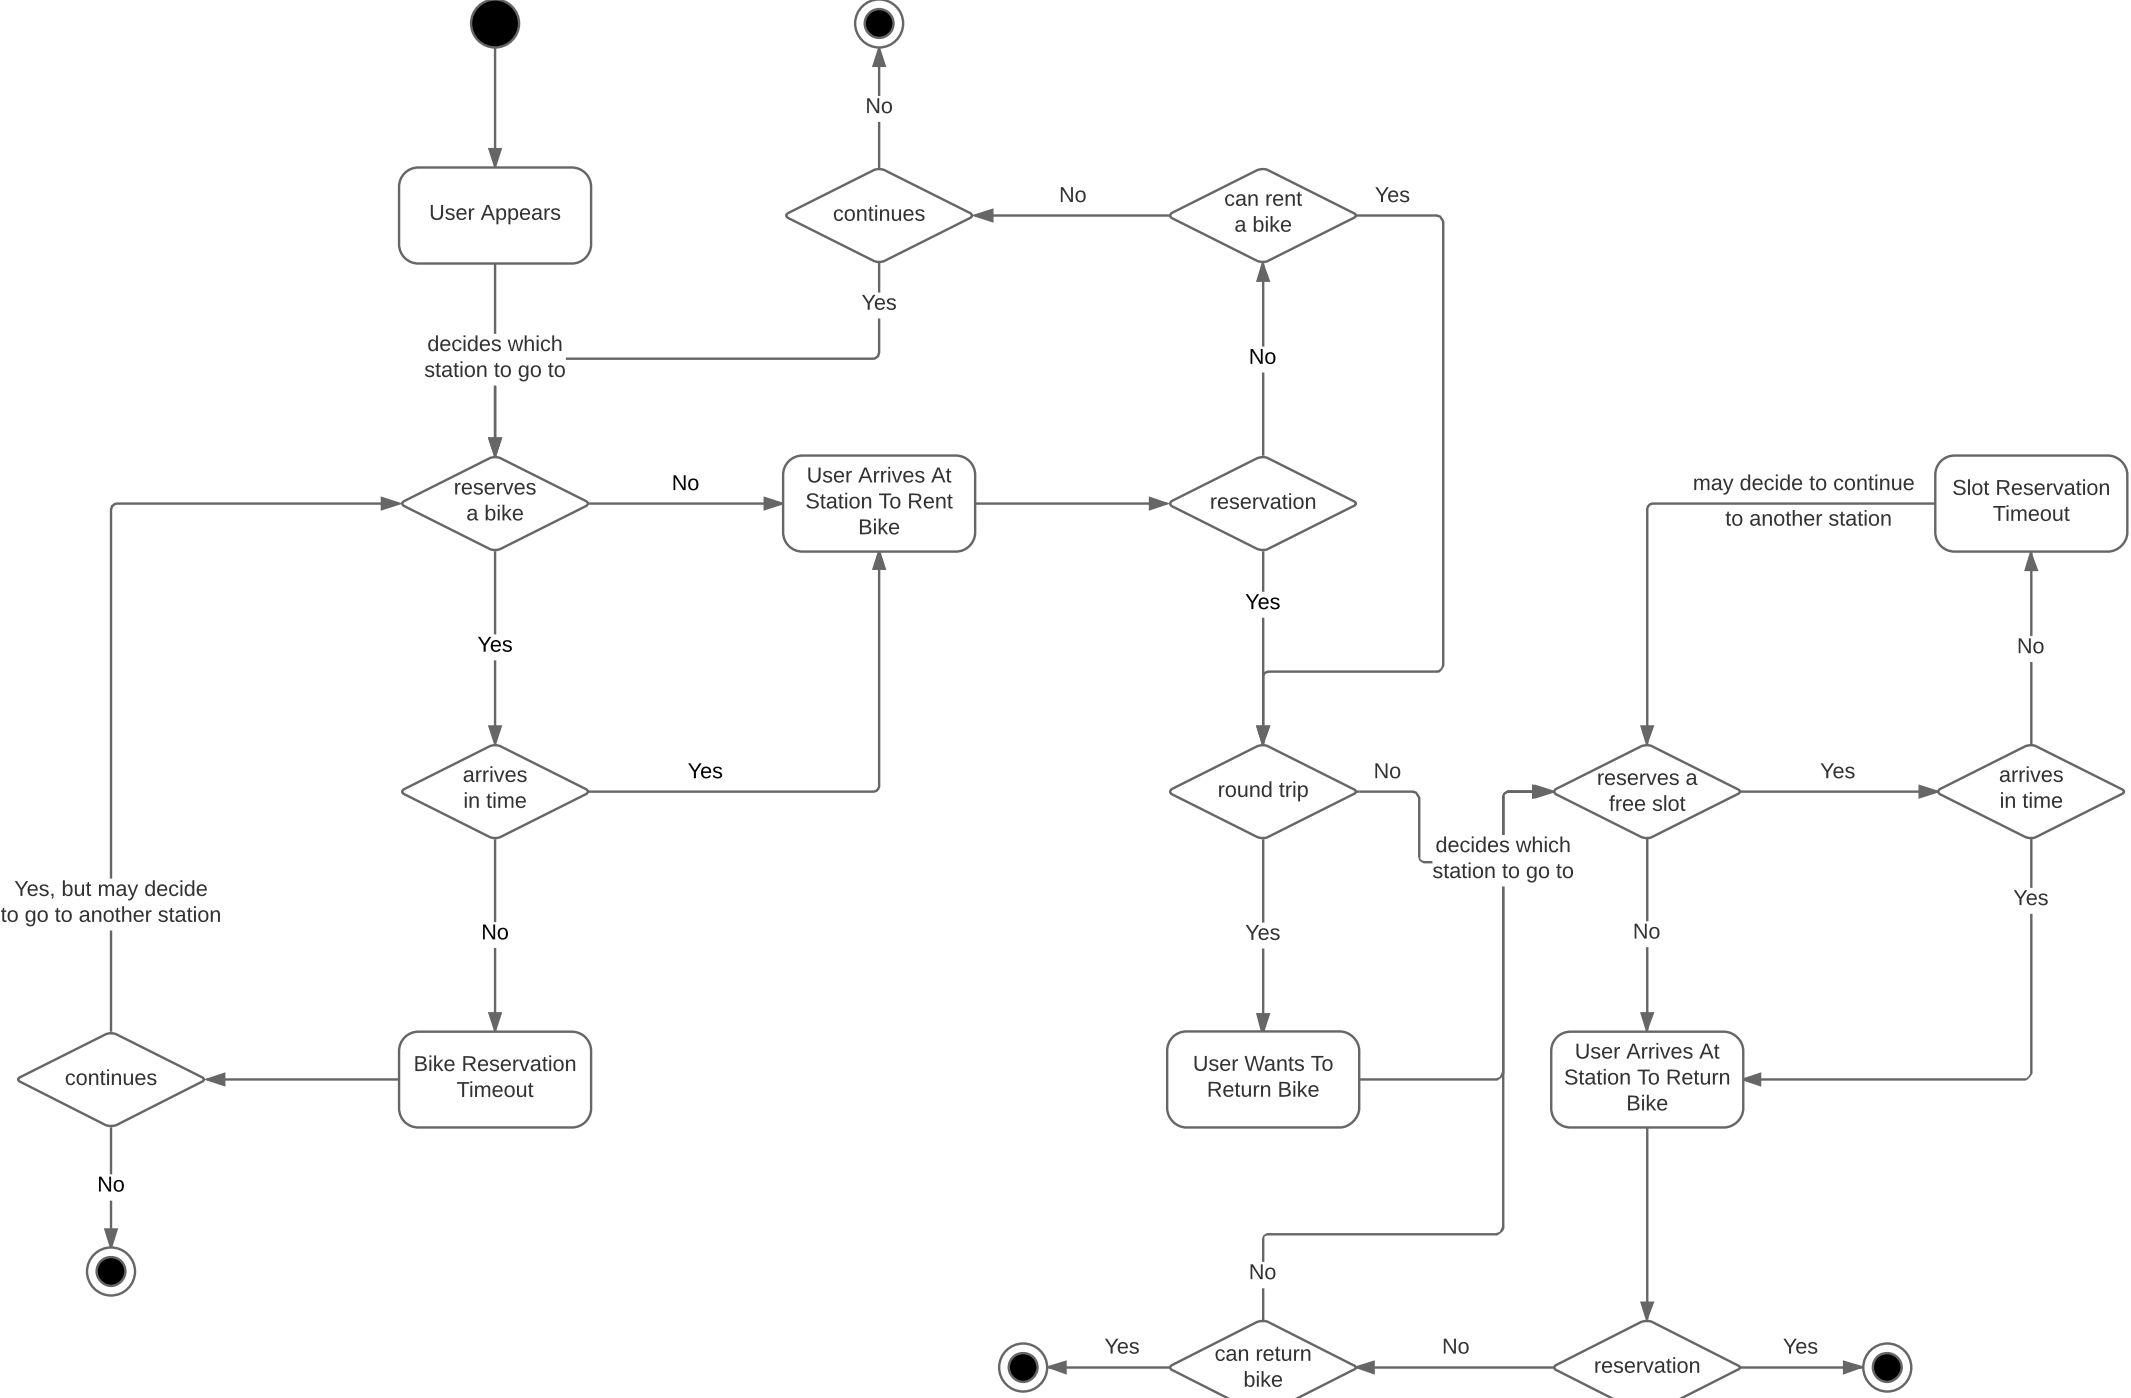 No
User Appears
continues
No
can rent
a bike
Yes
Yes
decides which
station to go to
No
reserves
a bike
No
User Arrives At
Station To Rent
Bike
reservation
may decide to continue
to another station
Slot Reservation
Timeout
Yes
Yes
No
arrives
in time
Yes
round trip
No
reserves a
free slot
Yes
arrives
in time
decides which
station to go to
Yes, but may decide
to go to another station
No
Yes
No
Yes
continues
Bike Reservation
Timeout
User Wants To
Return Bike
User Arrives At
Station To Return
Bike
No
No
Yes
can return
bike
No
reservation
Yes